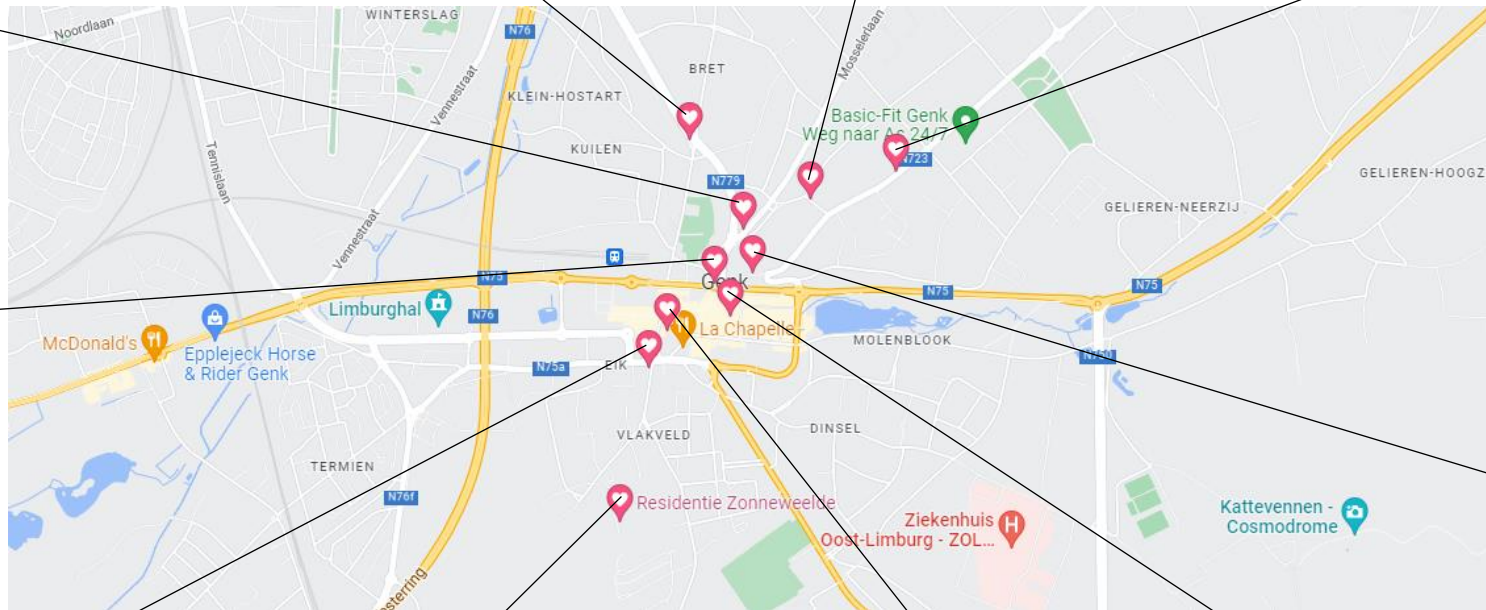 Noordlaan
WINTERSLAG
N76
Mosselerlaan
BRET
Vennestraat
KLEIN-HOSTART
Basic-Fit Genk
Weg naar As 24/7
KUILEN
N723
Tennislaan
N779
GELIEREN-HOOGZ
GELIEREN-NEERZIJ
Vennestraat
N75
Genk
N75
N75
Limburghal
N76
La Chapelle
McDonald's
Epplejeck Horse
& Rider Genk
MOLENBLOOK
N750
EIK
N75a
VLAKVELD
DINSEL
TERMIEN
N76f
Residentie Zonneweelde
Ziekenhuis
Oost-Limburg - ZOL...
H
Kattevennen -
Cosmodrome
osterring